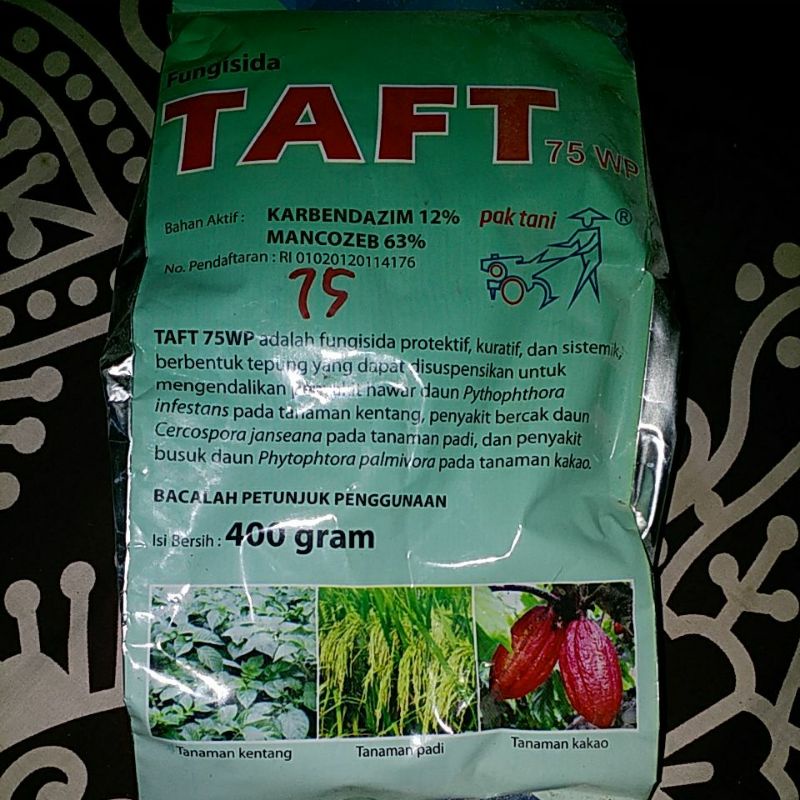 Fungisida
TAFT
75 WP
Bahan Aktif : KARBENDAZIM 12%
MANCOZEB 63%
pak tani ®
No. Pendaftaran : RI 01020120114176
75
TAFT 75WP adalah fungisida protektif, kuratif, dan sistemik,
berbentuk tepung yang dapat disuspensikan untuk
mengendalikan penyakit hawar daun Pythophthora
infestans pada tanaman kentang, penyakit bercak daun
Cercospora janseana pada tanaman padi, dan penyakit
busuk daun Phytophtora palmivora pada tanaman kakao.
BACALAH PETUNJUK PENGGUNAAN
Isi Bersih : 400 gram
Tanaman kentang
Tanaman padi
Tanaman kakao